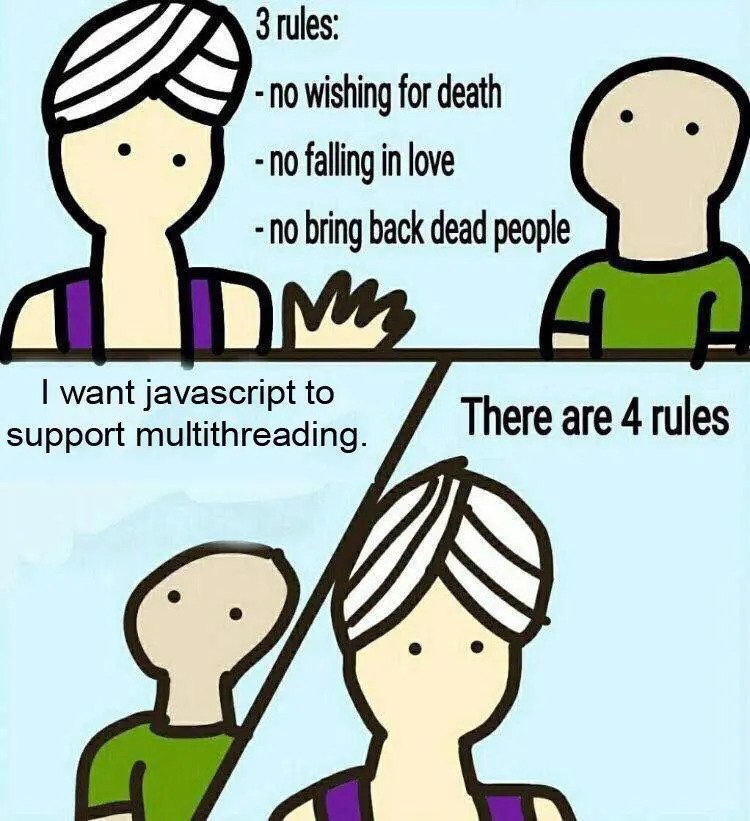 3 rules:
- no wishing for death
- no falling in love
- no bring back dead people
I want javascript to
support multithreading.
There are 4 rules